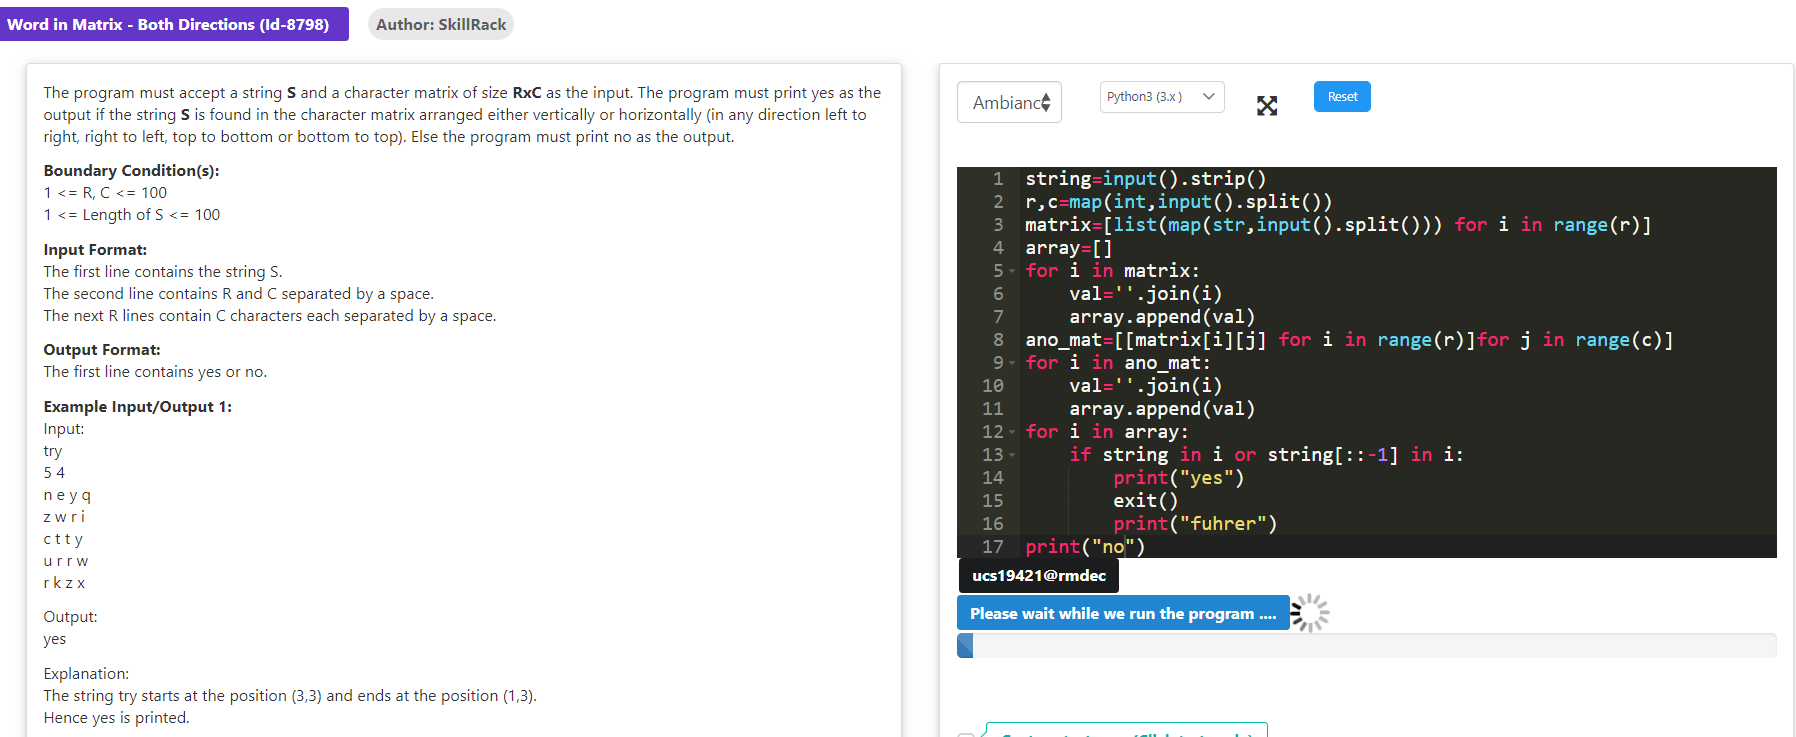 Word in Matrix - Both Directions (Id-8798)
Author: SkillRack
The program must accept a string S and a character matrix of size RxC as the input. The program must print yes as the
output if the string S is found in the character matrix arranged either vertically or horizontally (in any direction left to
right, right to left, top to bottom or bottom to top). Else the program must print no as the output.
Boundary Condition(s):
1 <= R, C <= 100
1 <= Length of S <= 100
Input Format:
The first line contains the string S.
The second line contains R and C separated by a space.
The next R lines contain C characters each separated by a space.
Output Format:
The first line contains yes or no.
Example Input/Output 1:
Input:
try
5 4
n e y q
z w r i
c t t y
u r r w
r k z x
Output:
yes
Explanation:
The string try starts at the position (3,3) and ends at the position (1,3).
Hence yes is printed.
Ambianc
Python3 (3.x)
Reset
1 string=input().strip()
2 r,c=map(int,input().split())
3 matrix=[list(map(str,input().split())) for i in range(r)]
4 array=[]
5 for i in matrix:
6     val=''.join(i)
7     array.append(val)
8 ano_mat=[[matrix[i][j] for i in range(r)]for j in range(c)]
9 for i in ano_mat:
10     val=''.join(i)
11     array.append(val)
12 for i in array:
13     if string in i or string[::-1] in i:
14         print("yes")
15         exit()
16         print("fuhrer")
17 print("no")
ucs19421@rmdec
Please wait while we run the program ....